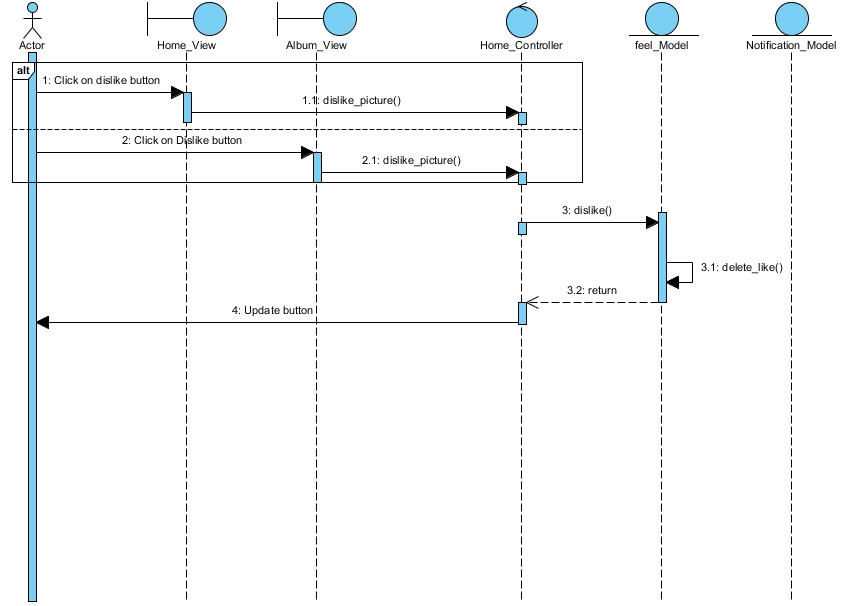 Actor
Home_View
Album_View
Home_Controller
feel_Model
Notification_Model
alt
1: Click on dislike button
1.1: dislike_picture()
2: Click on Dislike button
2.1: dislike_picture()
3: dislike()
3.1: delete_like()
3.2: return
4: Update button